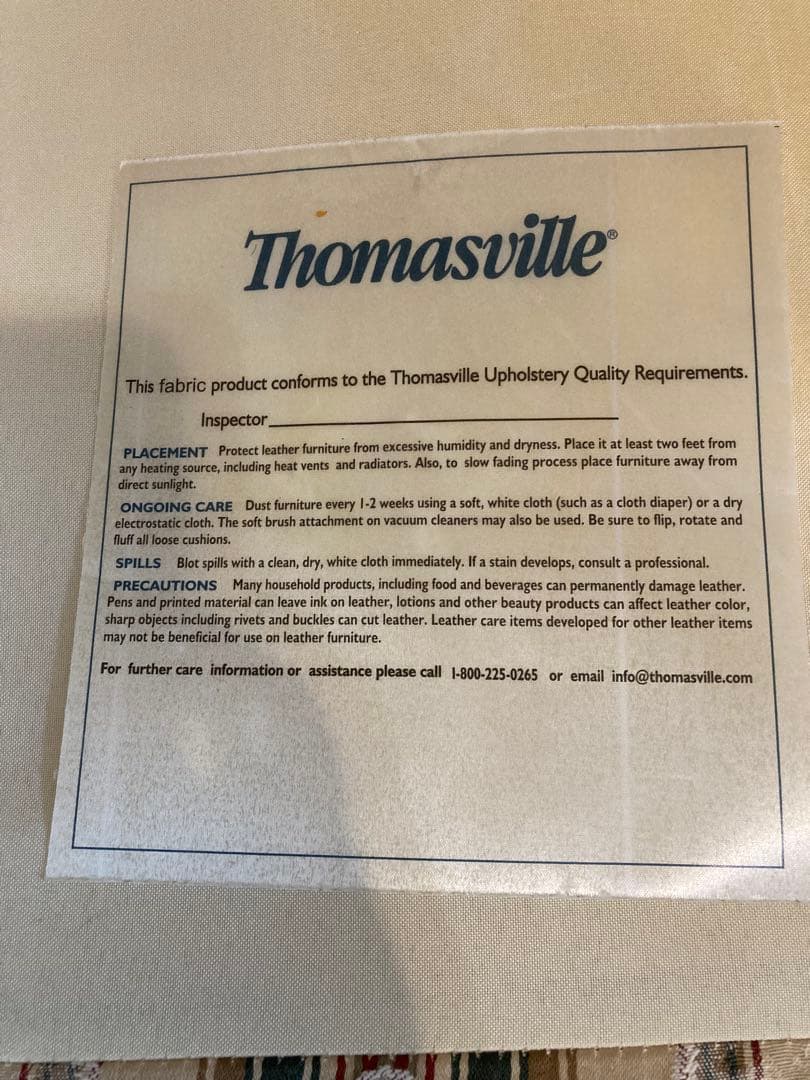 Thomasville®
This fabric product conforms to the Thomasville Upholstery Quality Requirements.
Inspector
PLACEMENT Protect leather furniture from excessive humidity and dryness. Place it at least two feet from
any heating source, including heat vents and radiators. Also, to slow fading process place furniture away from
direct sunlight.
ONGOING CARE Dust furniture every 1-2 weeks using a soft, white cloth (such as a cloth diaper) or a dry
electrostatic cloth. The soft brush attachment on vacuum cleaners may also be used. Be sure to flip, rotate and
fluff all loose cushions.
SPILLS Blot spills with a clean, dry, white cloth immediately. If a stain develops, consult a professional.
PRECAUTIONS Many household products, including food and beverages can permanently damage leather.
Pens and printed material can leave ink on leather, lotions and other beauty products can affect leather color,
sharp objects including rivets and buckles can cut leather. Leather care items developed for other leather items
may not be beneficial for use on leather furniture.
For further care information or assistance please call 1-800-225-0265 or email info@thomasville.com